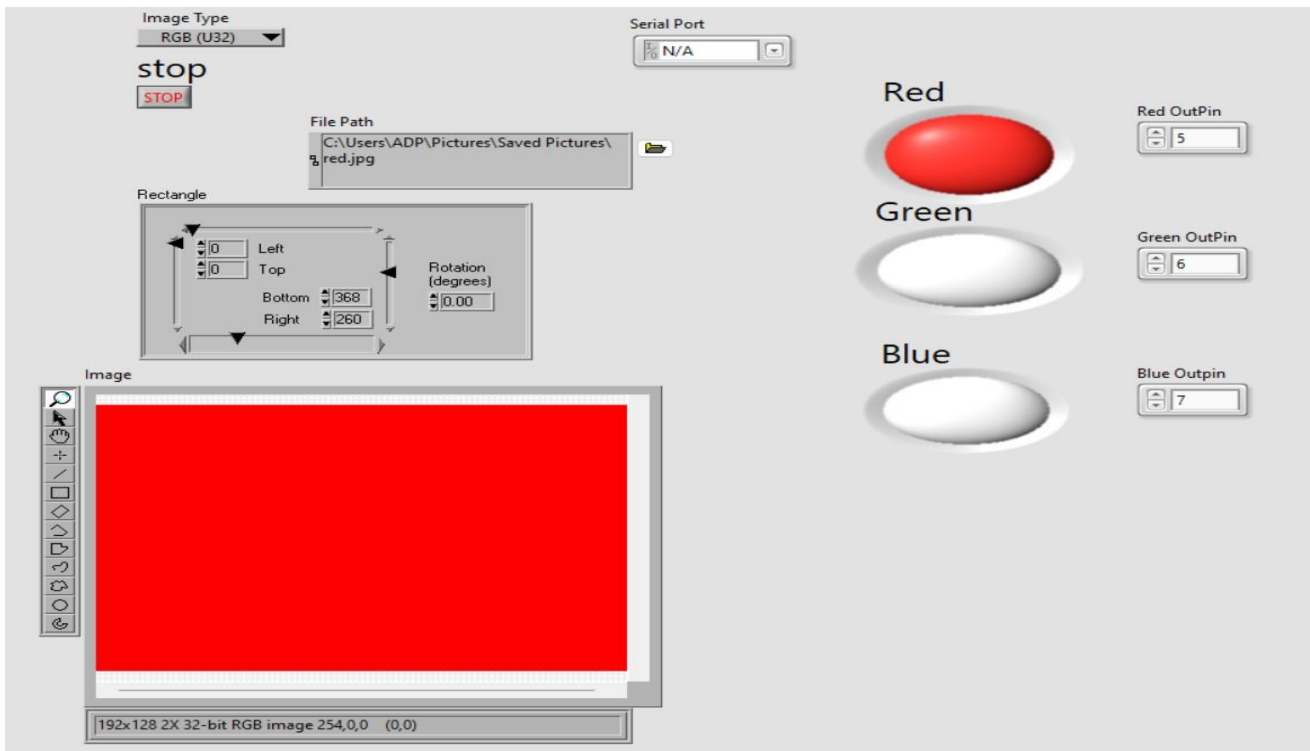 Image Type
RGB (U32)
stop
STOP
Serial Port
N/A
File Path
C:\Users\ADP\Pictures\Saved Pictures\
red.jpg
Rectangle
0 Left
0 Top
Bottom 368
Right 260
Rotation
(degrees)
0.00
Image
192x128 2X 32-bit RGB image 254,0,0 (0,0)
Red
Red OutPin
5
Green
Green OutPin
6
Blue
Blue Outpin
7